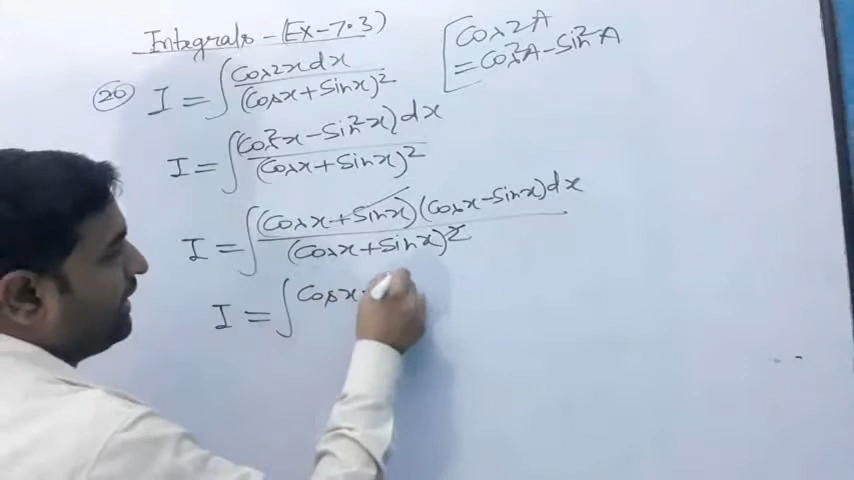 Integrals - (Ex - 7.3)
20 I = ∫ Cos2x dx / (Cosx + Sinx)²
[Cos2A
= Cos²A - Sin²A
I = ∫ (Cos²x - Sin²x) dx / (Cosx + Sinx)²
I = ∫ (Cosx + Sinx)(Cosx - Sinx) dx / (Cosx + Sinx)²
I = ∫ Cosx